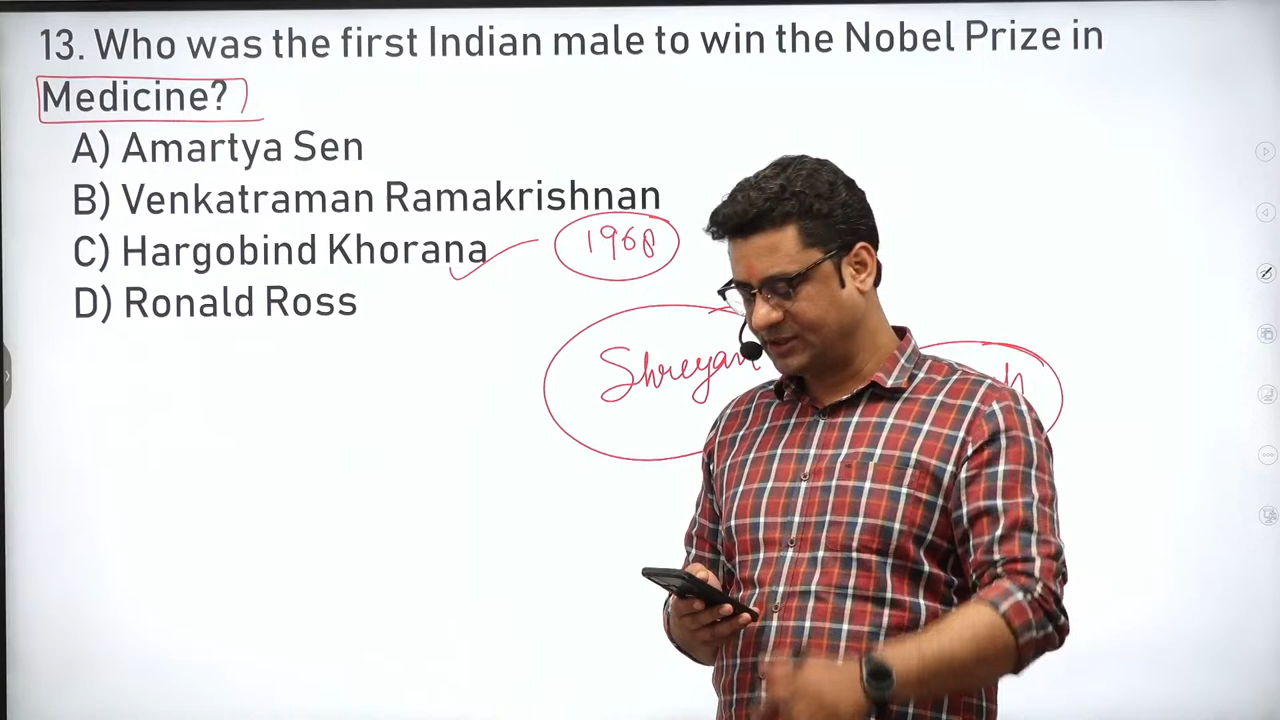 13. Who was the first Indian male to win the Nobel Prize in
Medicine?
A) Amartya Sen
B) Venkatraman Ramakrishnan
C) Hargobind Khorana
1968
D) Ronald Ross